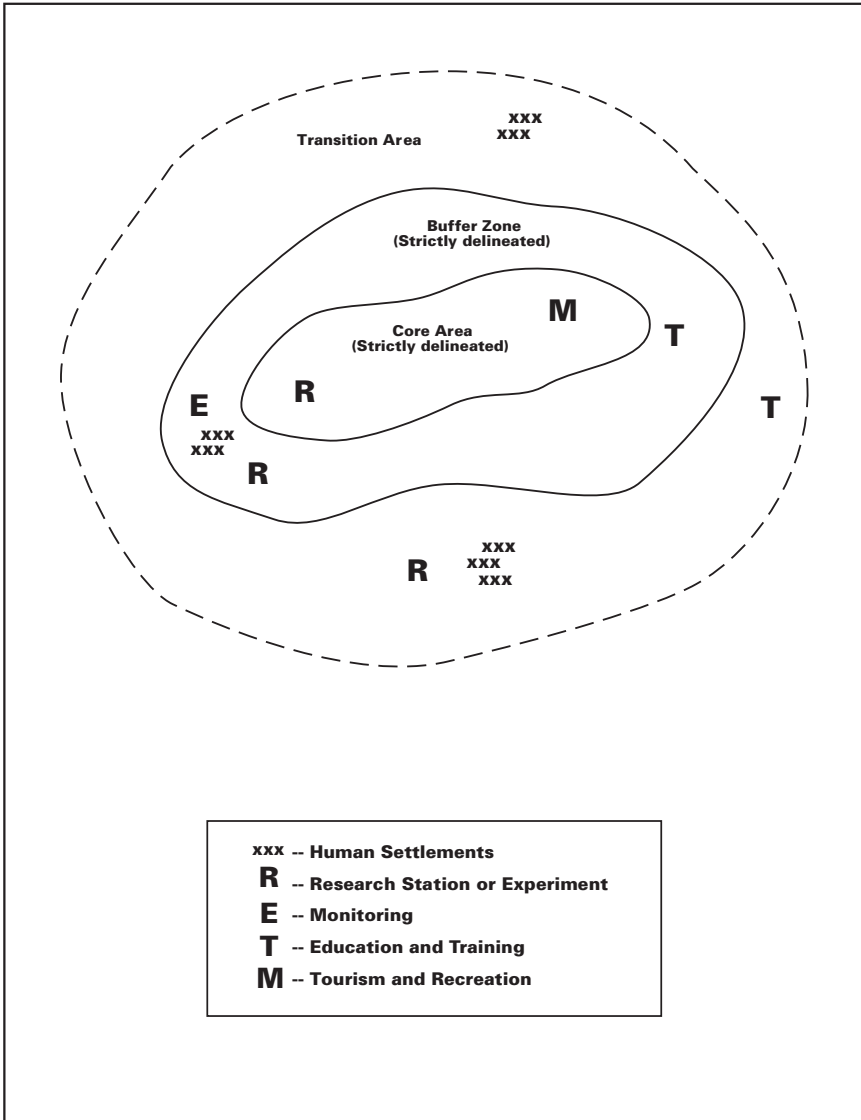 xxx
xxx
Transition Area
Buffer Zone
(Strictly delineated)
M
Core Area
(Strictly delineated)
T
R
E
T
xxx
xxx
R
xxx
R
xxx
xxx
xxx -- Human Settlements
R -- Research Station or Experiment
E -- Monitoring
T -- Education and Training
M -- Tourism and Recreation